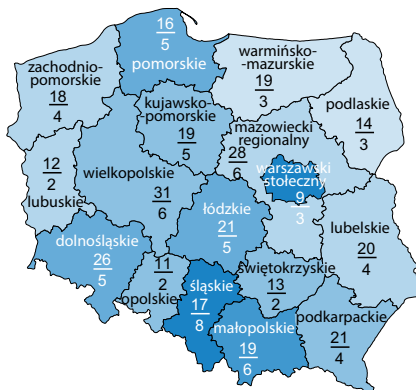 16
5
pomorskie
warmińsko-
mazurskie
19
3
zachodnio-
pomorskie
18
4
podlaskie
14
3
kujawsko-
pomorskie
19
5
mazowiecki
regionalny
28
6
warszawski
stołeczny
9
3
12
2
lubuskie
wielkopolskie
31
6
łódzkie
21
5
lubelskie
20
4
dolnośląskie
26
5
11
2
opolskie
śląskie
17
8
świętokrzyskie
13
2
małopolskie
19
6
podkarpackie
21
4